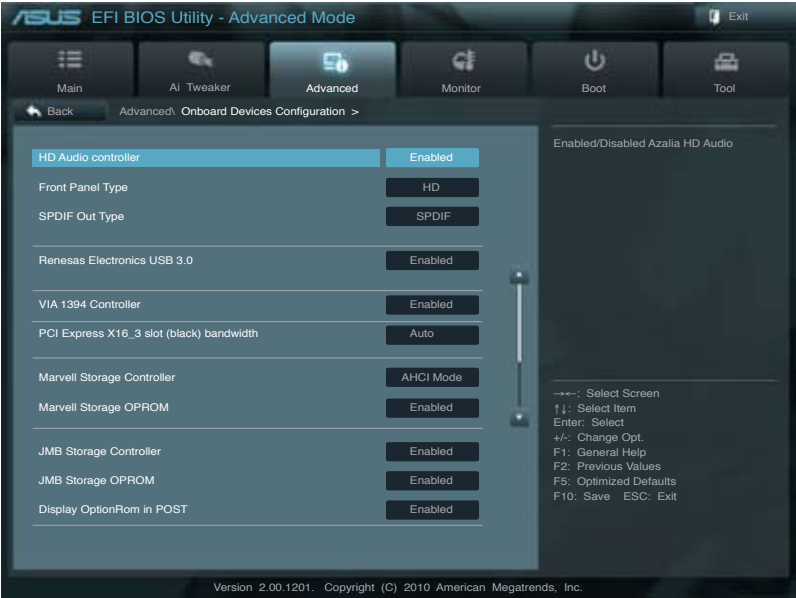 ASUS EFI BIOS Utility - Advanced Mode
Exit
Main
Ai Tweaker
Advanced
Monitor
Boot
Tool
Back
Advanced\ Onboard Devices Configuration >
HD Audio controller Enabled
Front Panel Type HD
SPDIF Out Type SPDIF
Renesas Electronics USB 3.0 Enabled
VIA 1394 Controller Enabled
PCI Express X16_3 slot (black) bandwidth Auto
Marvell Storage Controller AHCI Mode
Marvell Storage OPROM Enabled
JMB Storage Controller Enabled
JMB Storage OPROM Enabled
Display OptionRom in POST Enabled
Enabled/Disabled Azalia HD Audio
→←: Select Screen
↑↓: Select Item
Enter: Select
+/-: Change Opt.
F1: General Help
F2: Previous Values
F5: Optimized Defaults
F10: Save ESC: Exit
Version 2.00.1201. Copyright (C) 2010 American Megatrends, Inc.